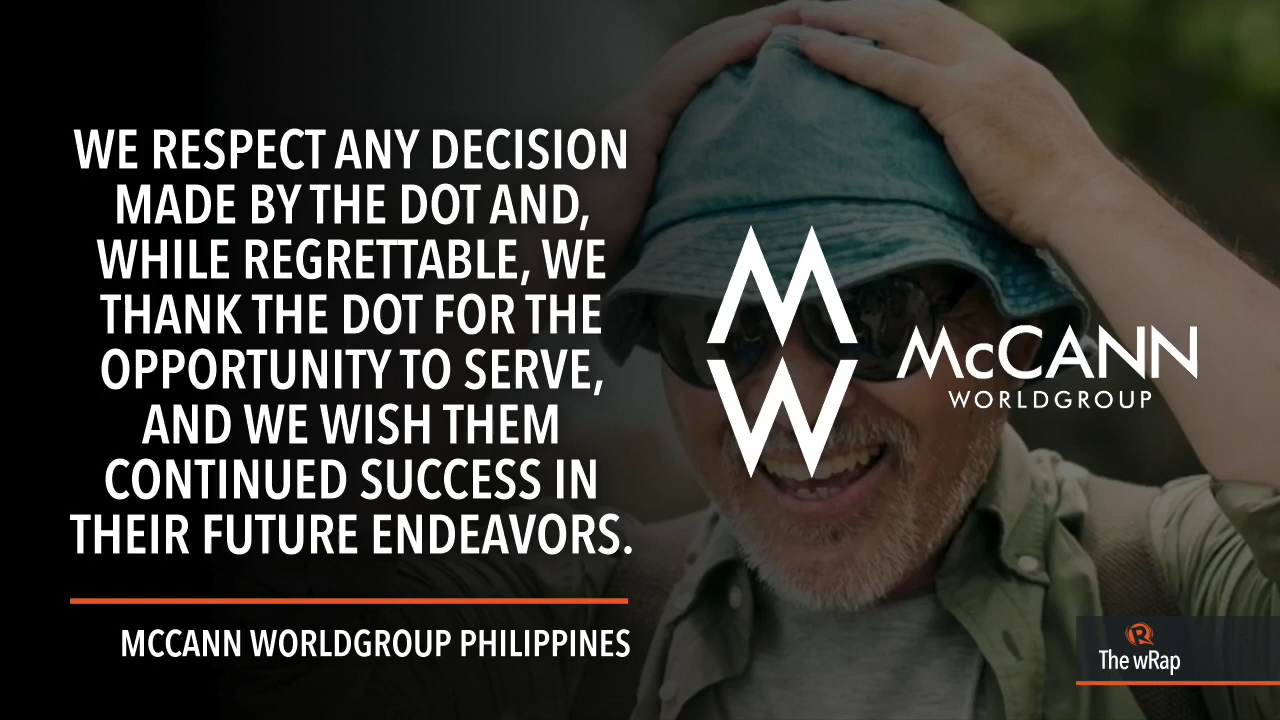 WE RESPECT ANY DECISION
MADE BY THE DOT AND,
WHILE REGRETTABLE, WE
THANK THE DOT FOR THE
OPPORTUNITY TO SERVE,
AND WE WISH THEM
CONTINUED SUCCESS IN
THEIR FUTURE ENDEAVORS.
MCCANN WORLDGROUP PHILIPPINES
M
W
McCANN
WORLDGROUP
R
The wRap